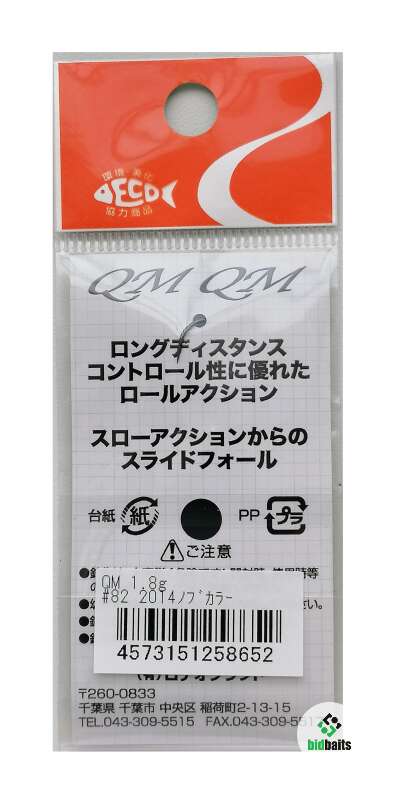 環境・美化
ECO
協力商品
QM QM
ロングディスタンス
コントロール性に優れた
ロールアクション
スローアクションからの
スライドフォール
台紙 紙 PP プラ
ご注意
QM 1.8g
#82 2014ﾉﾌﾞｶﾗｰ
4573151258652
〒260-0833
千葉県 千葉市 中央区 稲荷町2-13-15
TEL.043-309-5515 FAX.043-309-5517
bidbaits